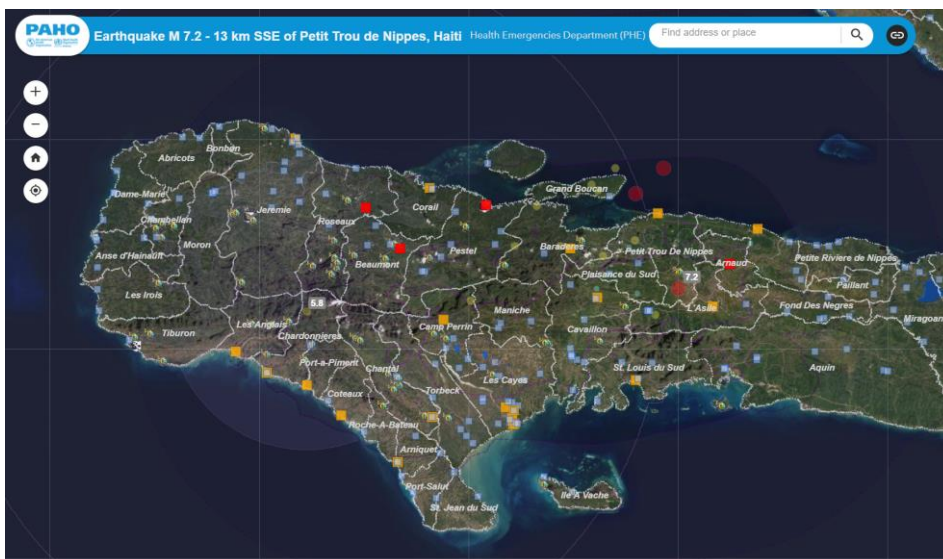 PAHO
Earthquake M 7.2 - 13 km SSE of Petit Trou de Nippes, Haiti
Health Emergencies Department (PHE)
Find address or place
Bonbon
Abricots
Dame-Marie
Grand Boucan
Jeremie
Corail
Chambellan
Roseaux
Moron
Baraderes
Petit Trou De Nippes
Pestel
Anse d'Hainault
Beaumont
Arnaud
Petite Riviere de Nippes
Plaisance du Sud
7.2
Paillant
Les Irois
5.8
Maniche
L'Asile
Fond Des Negres
Miragoan
Tiburon
Les Anglais
Chardonnieres
Camp Perrin
Cavaillon
Port-a-Piment
Chantal
St. Louis du Sud
Aquin
Les Cayes
Coteaux
Torbeck
Roche-A-Bateau
Arniquet
Port-Salut
Ile A Vache
St. Jean du Sud